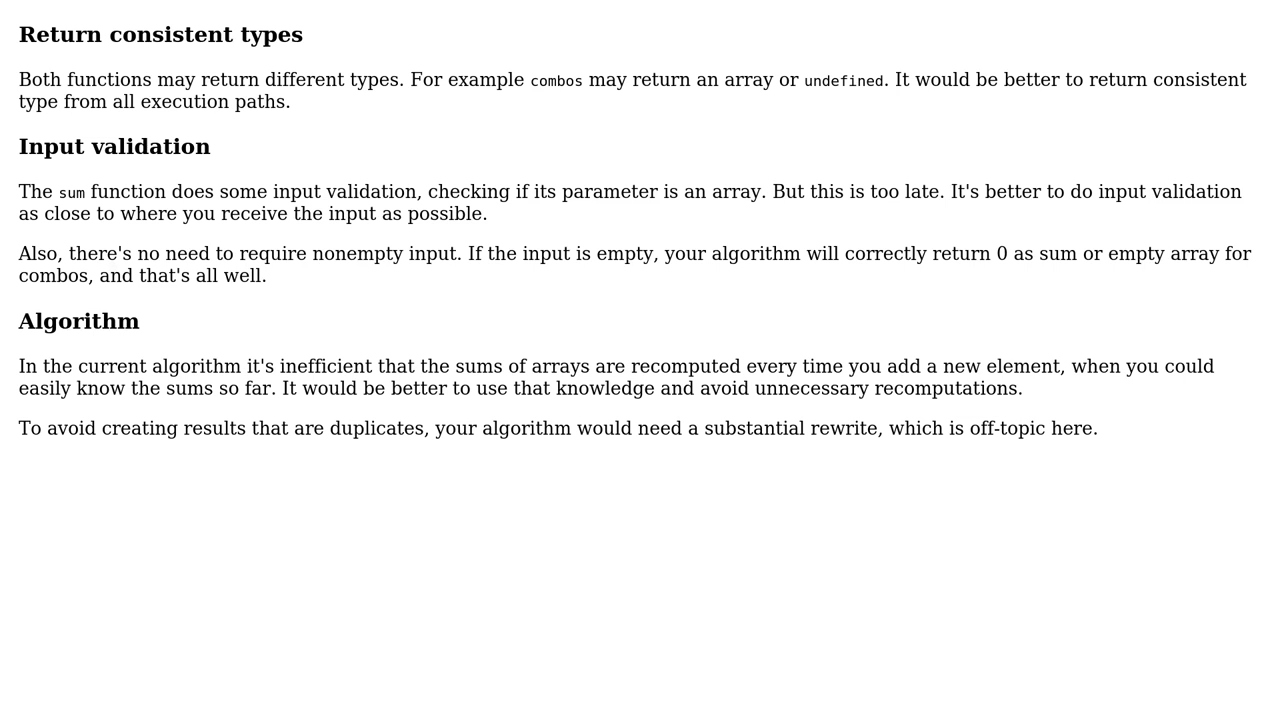 Return consistent types
Both functions may return different types. For example combos may return an array or undefined. It would be better to return consistent
type from all execution paths.
Input validation
The sum function does some input validation, checking if its parameter is an array. But this is too late. It's better to do input validation
as close to where you receive the input as possible.
Also, there's no need to require nonempty input. If the input is empty, your algorithm will correctly return 0 as sum or empty array for
combos, and that's all well.
Algorithm
In the current algorithm it's inefficient that the sums of arrays are recomputed every time you add a new element, when you could
easily know the sums so far. It would be better to use that knowledge and avoid unnecessary recomputations.
To avoid creating results that are duplicates, your algorithm would need a substantial rewrite, which is off-topic here.